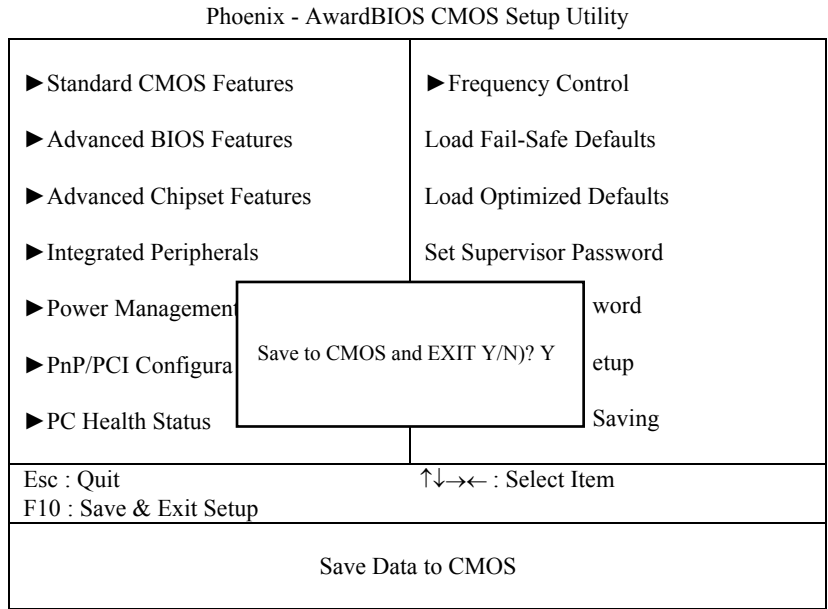 Phoenix - AwardBIOS CMOS Setup Utility
►Standard CMOS Features
►Advanced BIOS Features
►Advanced Chipset Features
►Integrated Peripherals
►Power Management
►PnP/PCI Configura
►PC Health Status
►Frequency Control
Load Fail-Safe Defaults
Load Optimized Defaults
Set Supervisor Password
word
etup
Saving
Save to CMOS and EXIT Y/N)? Y
Esc : Quit
F10 : Save & Exit Setup
↑↓→← : Select Item
Save Data to CMOS